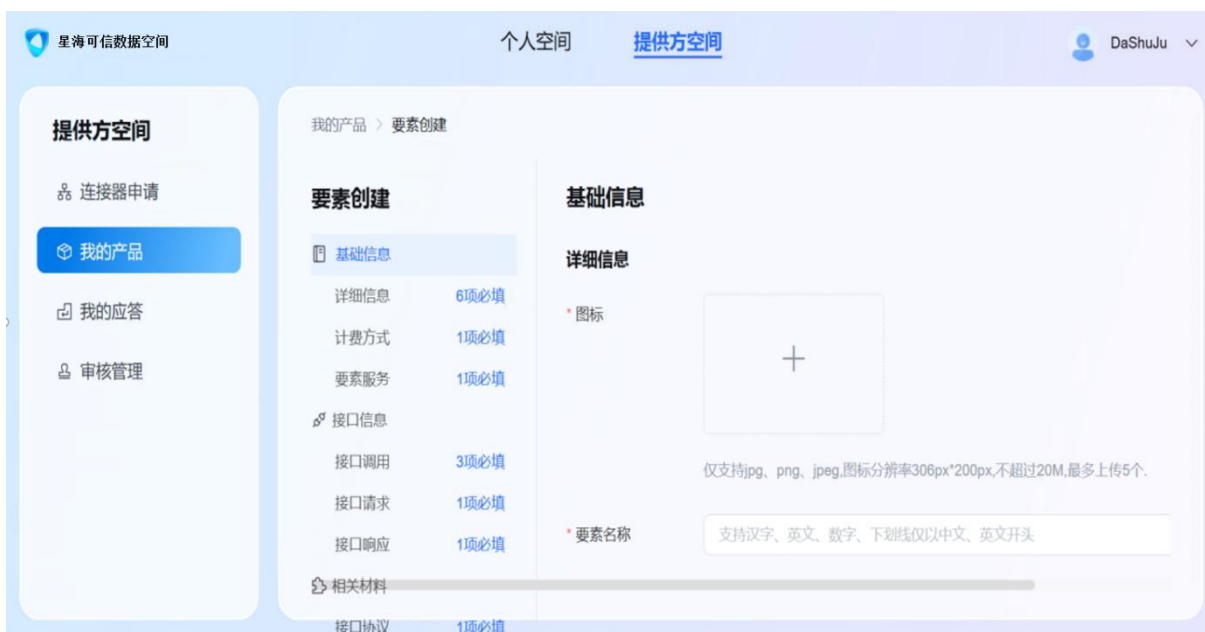 星海可信数据空间
个人空间
提供方空间
DaShuJu
提供方空间
连接器申请
我的产品
我的应答
审核管理
我的产品 > 要素创建
要素创建
基础信息
详细信息 6项必填
计费方式 1项必填
要素服务 1项必填
接口信息
接口调用 3项必填
接口请求 1项必填
接口响应 1项必填
相关材料
接口协议 1项必填
基础信息
详细信息
* 图标
仅支持jpg、png、jpeg,图标分辨率306px*200px,不超过20M,最多上传5个.
* 要素名称
支持汉字、英文、数字、下划线仅以中文、英文开头